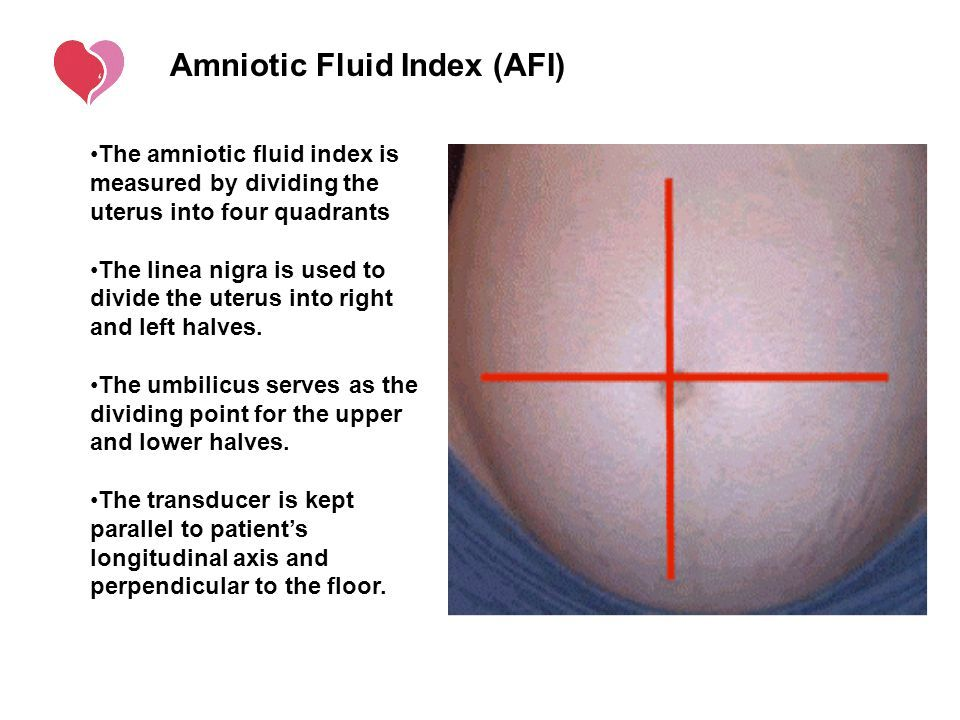 Amniotic Fluid Index (AFI)
•The amniotic fluid index is
measured by dividing the
uterus into four quadrants
•The linea nigra is used to
divide the uterus into right
and left halves.
•The umbilicus serves as the
dividing point for the upper
and lower halves.
•The transducer is kept
parallel to patient’s
longitudinal axis and
perpendicular to the floor.